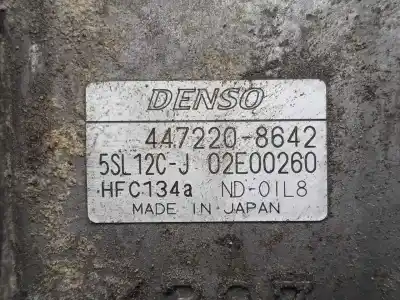 DENSO
447220-8642
5SL12C-J 02E00260
HFC134a ND-OIL8
MADE IN JAPAN